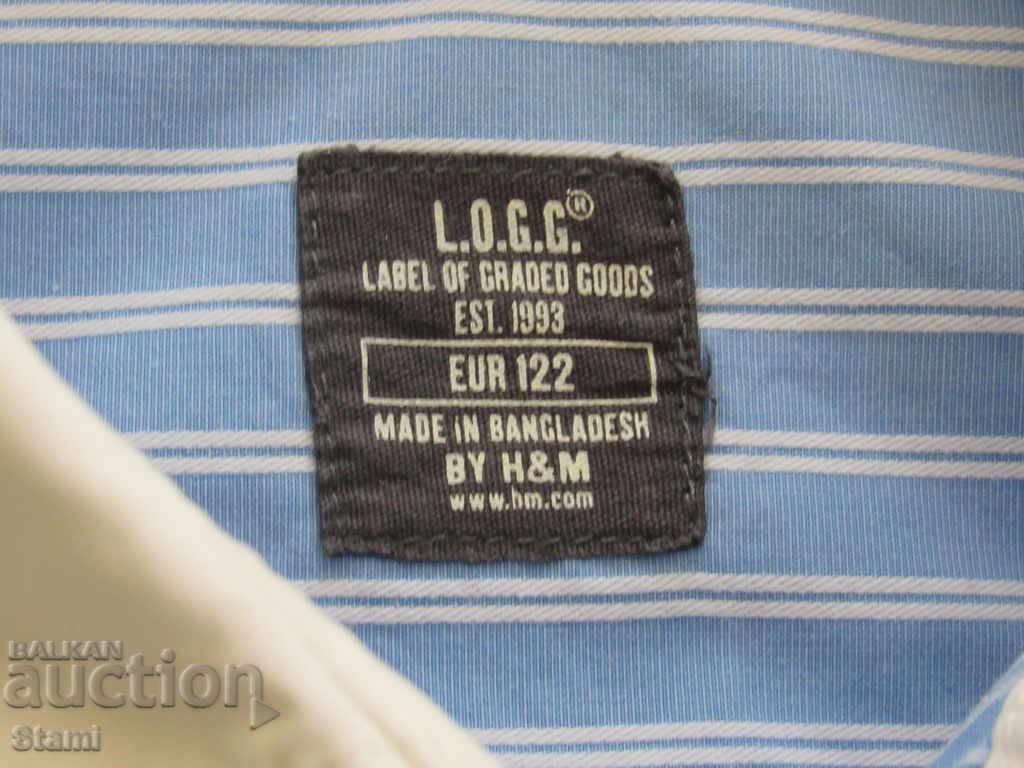 L.O.G.G.®
LABEL OF GRADED GOODS
EST. 1993
EUR 122
MADE IN BANGLADESH
BY H&M
www.hm.com
BALKAN
auction
Stami